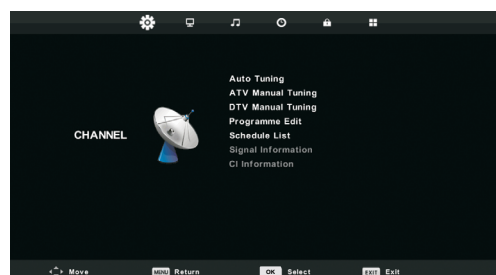 Auto Tuning
ATV Manual Tuning
DTV Manual Tuning
Programme Edit
CHANNEL
Schedule List
Signal Information
CI Information
Move MENU Return OK Select EXIT Exit